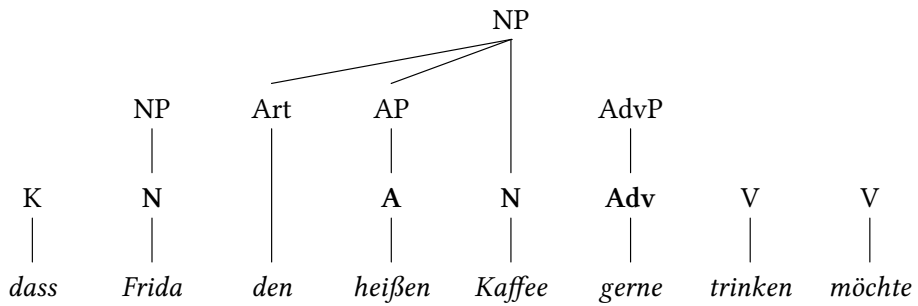 NP
NP Art AP AdvP
K N A N Adv V V
dass Frida den heißen Kaffee gerne trinken möchte